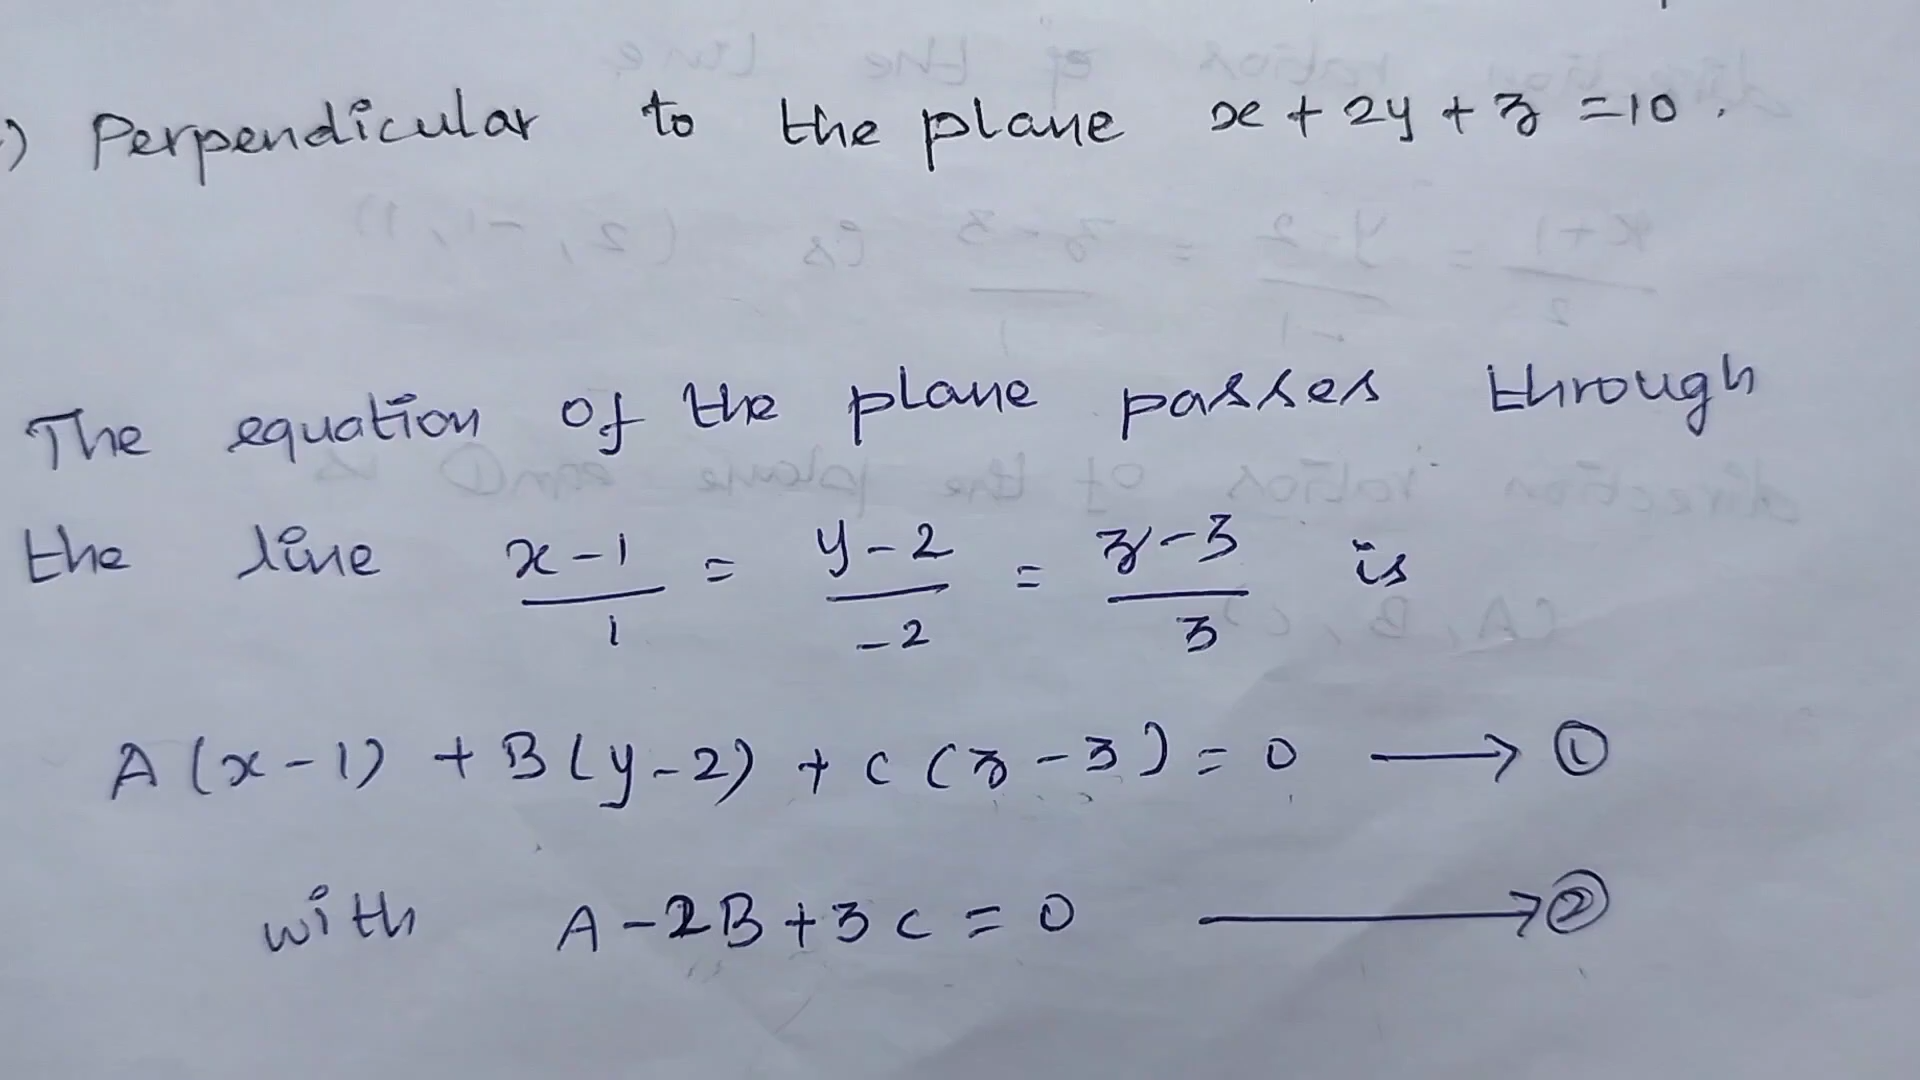 ) Perpendicular to the plane x + 2y + z = 10.
The equation of the plane passes through
the line x-1/1 = y-2/-2 = z-3/3 is
A(x-1) + B(y-2) + C(z-3) = 0 → ①
with A-2B+3C = 0 → ②